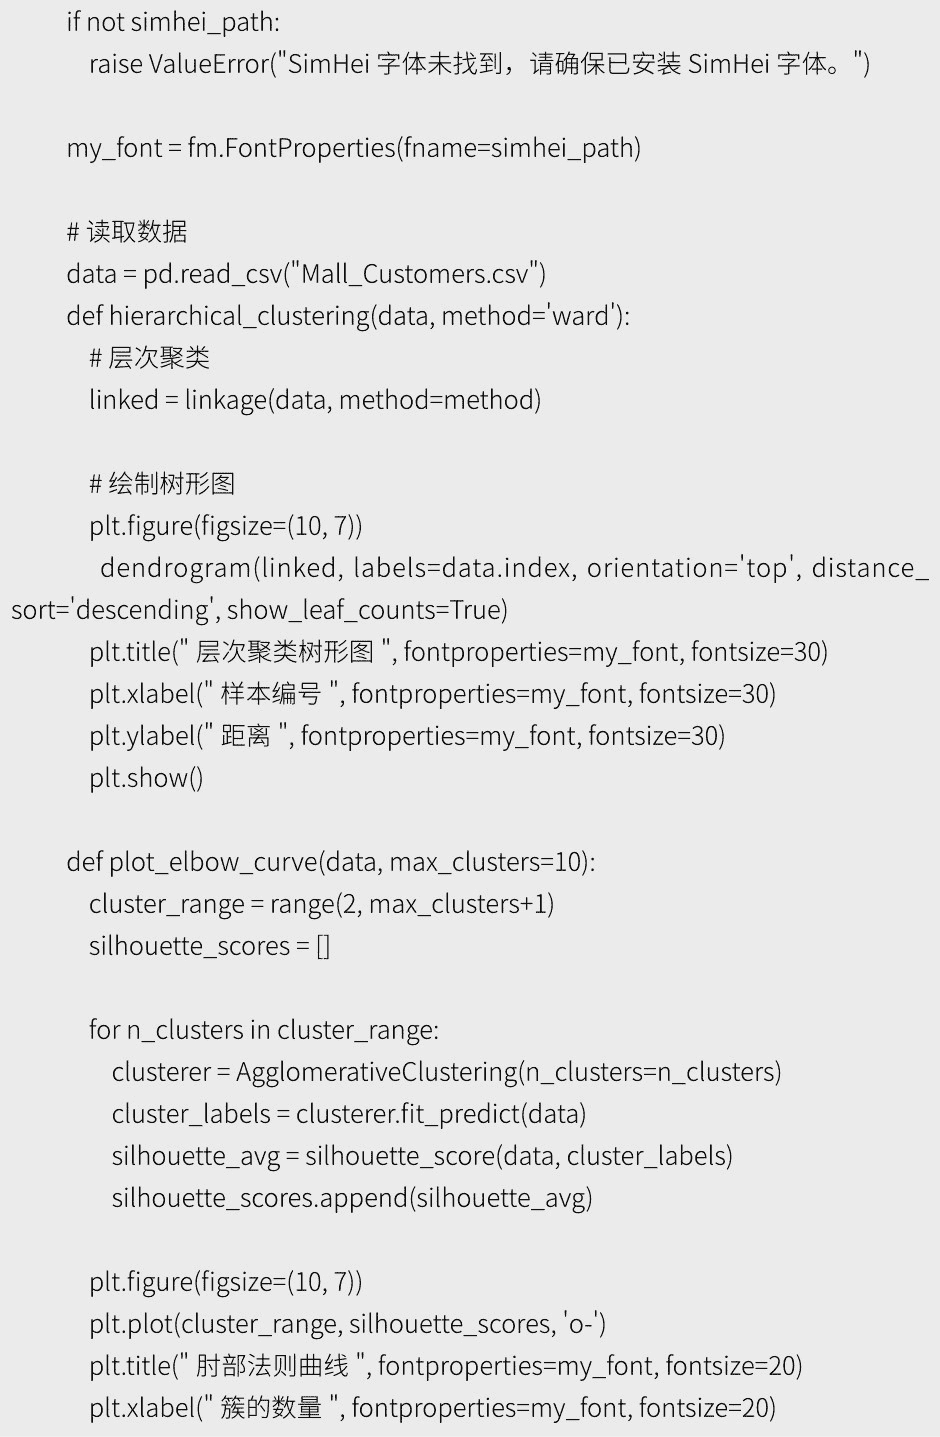 if not simhei_path:
raise ValueError("SimHei 字体未找到，请确保已安装 SimHei 字体。")
my_font = fm.FontProperties(fname=simhei_path)
# 读取数据
data = pd.read_csv("Mall_Customers.csv")
def hierarchical_clustering(data, method='ward'):
# 层次聚类
linked = linkage(data, method=method)
# 绘制树形图
plt.figure(figsize=(10, 7))
dendrogram(linked, labels=data.index, orientation='top', distance_
sort='descending', show_leaf_counts=True)
plt.title(" 层次聚类树形图 ", fontproperties=my_font, fontsize=30)
plt.xlabel(" 样本编号 ", fontproperties=my_font, fontsize=30)
plt.ylabel(" 距离 ", fontproperties=my_font, fontsize=30)
plt.show()
def plot_elbow_curve(data, max_clusters=10):
cluster_range = range(2, max_clusters+1)
silhouette_scores = []
for n_clusters in cluster_range:
clusterer = AgglomerativeClustering(n_clusters=n_clusters)
cluster_labels = clusterer.fit_predict(data)
silhouette_avg = silhouette_score(data, cluster_labels)
silhouette_scores.append(silhouette_avg)
plt.figure(figsize=(10, 7))
plt.plot(cluster_range, silhouette_scores, 'o-')
plt.title(" 肘部法则曲线 ", fontproperties=my_font, fontsize=20)
plt.xlabel(" 簇的数量 ", fontproperties=my_font, fontsize=20)